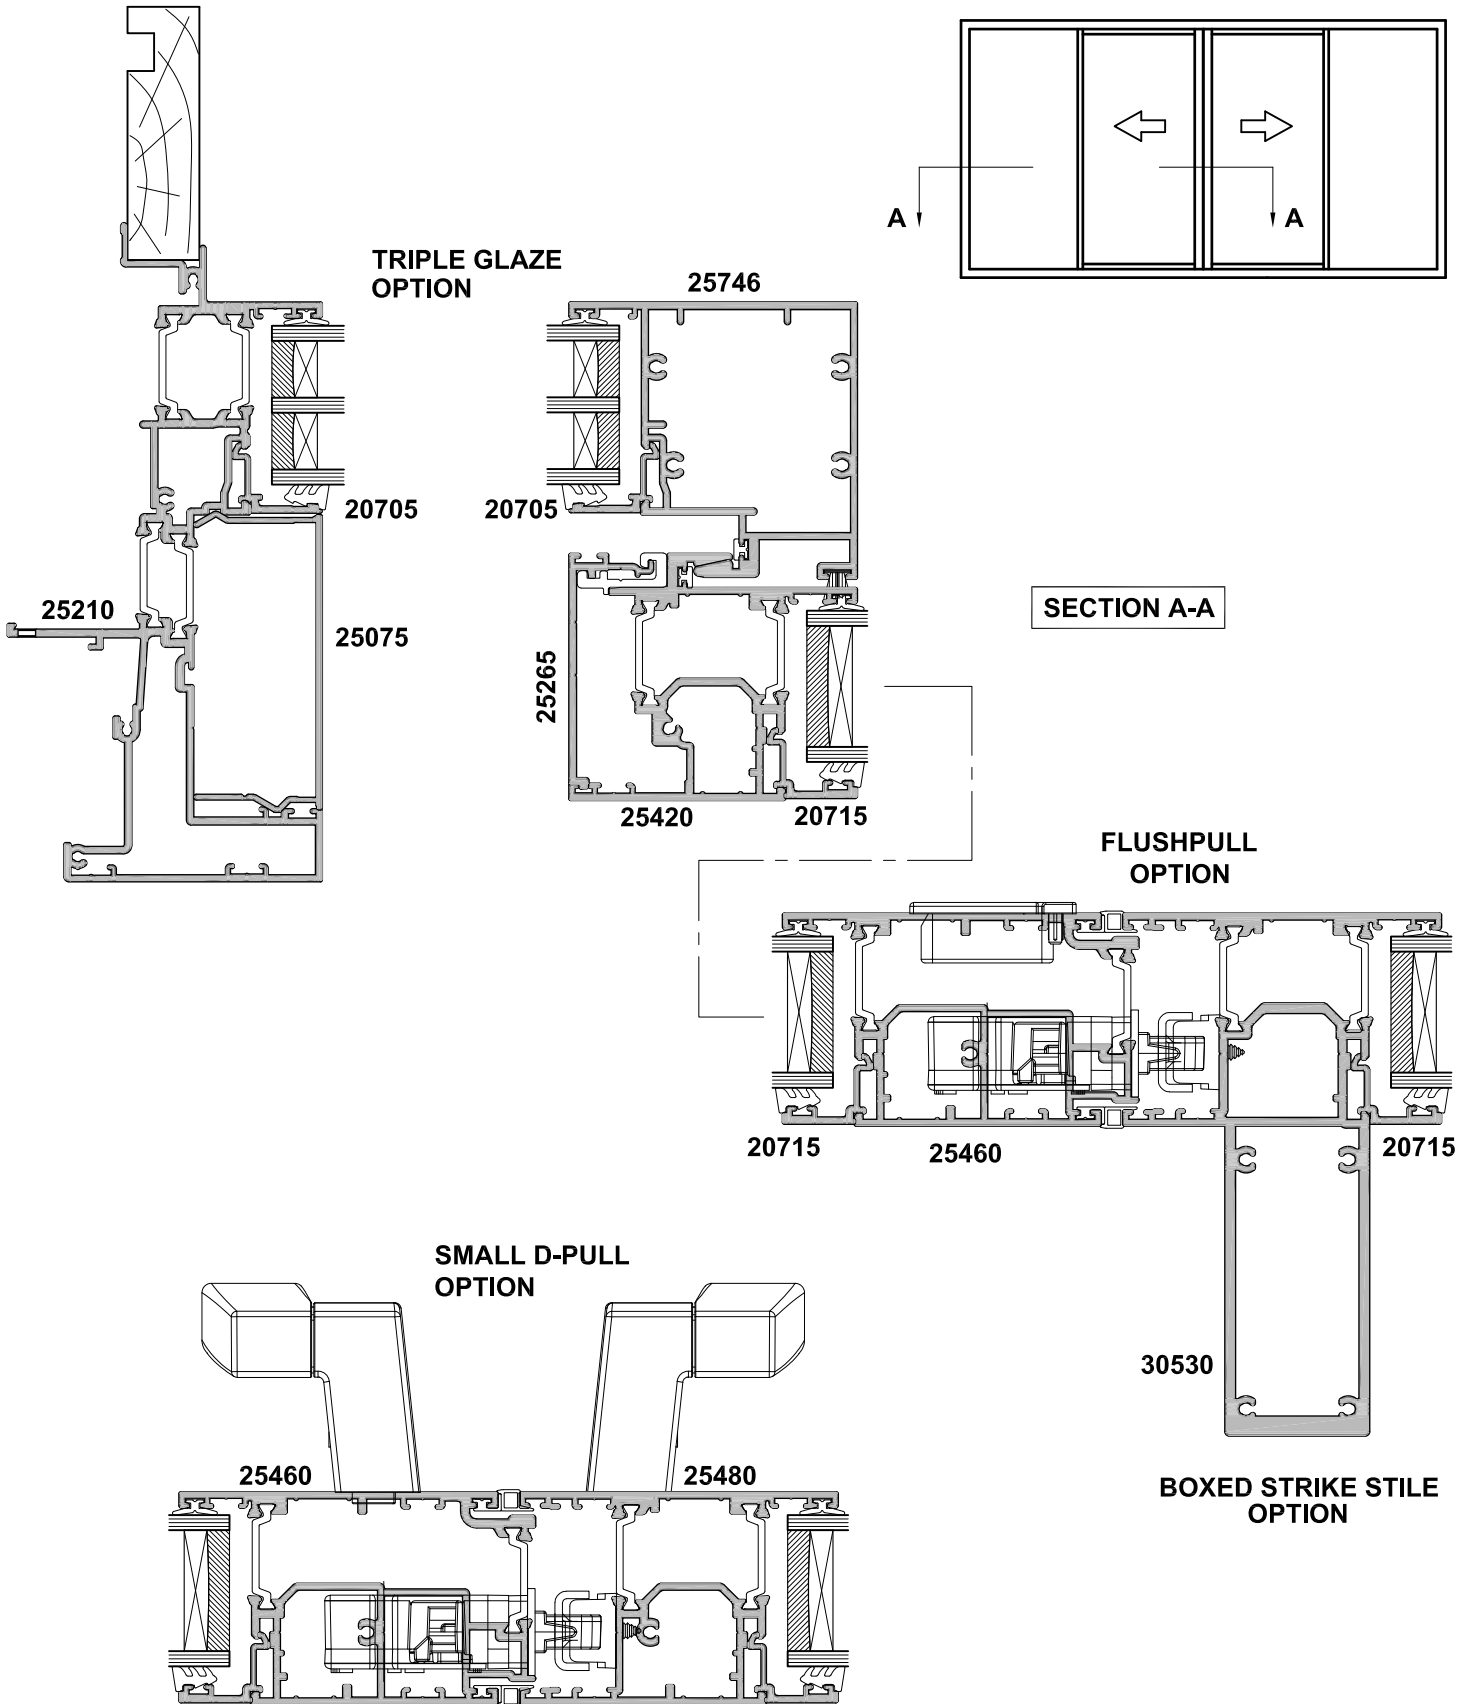 TRIPLE GLAZE
OPTION
A
A
25746
20705
20705
25210
25075
25265
SECTION A-A
25420
20715
FLUSHPULL
OPTION
20715
25460
20715
SMALL D-PULL
OPTION
30530
25460
25480
BOXED STRIKE STILE
OPTION